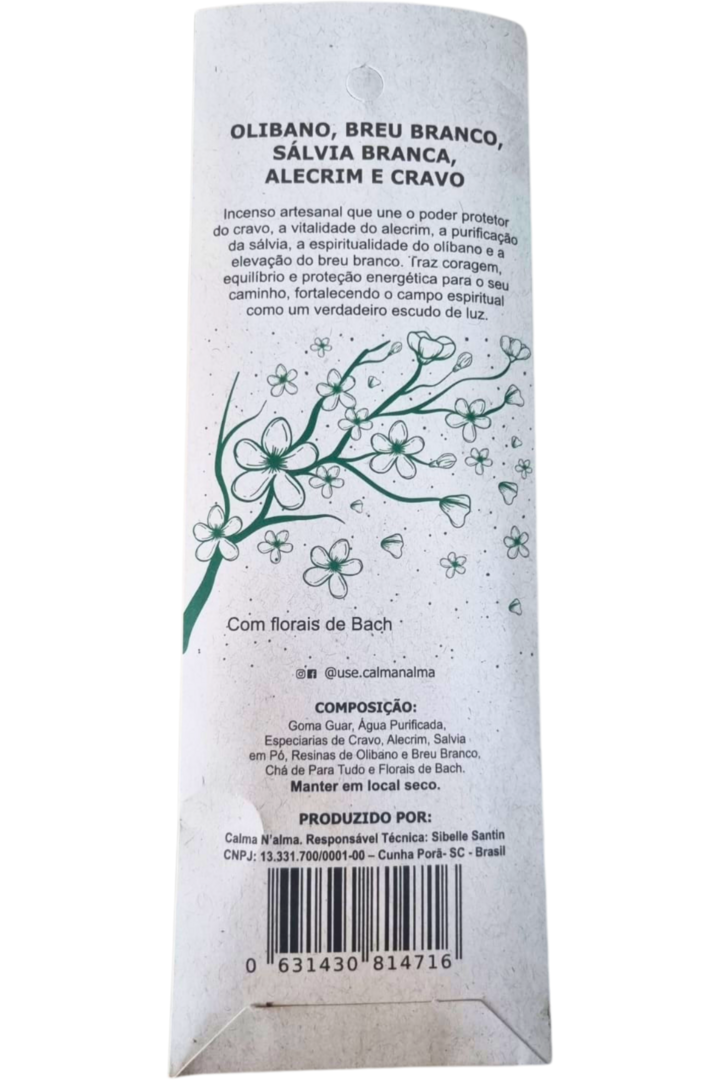 OLIBANO, BREU BRANCO,
SÁLVIA BRANCA,
ALECRIM E CRAVO
Incenso artesanal que une o poder protetor
do cravo, a vitalidade do alecrim, a purificação
da sálvia, a espiritualidade do olíbano e a
elevação do breu branco. Traz coragem,
equilíbrio e proteção energética para o seu
caminho, fortalecendo o campo espiritual
como um verdadeiro escudo de luz.
Com florais de Bach
@use.calmanalma
COMPOSIÇÃO:
Goma Guar, Água Purificada,
Especiarias de Cravo, Alecrim, Salvia
em Pó, Resinas de Olibano e Breu Branco,
Chá de Para Tudo e Florais de Bach.
Manter em local seco.
PRODUZIDO POR:
Calma N'alma. Responsável Técnica: Sibelle Santin
CNPJ: 13.331.700/0001-00 – Cunha Porã- SC - Brasil
0 631430 814716